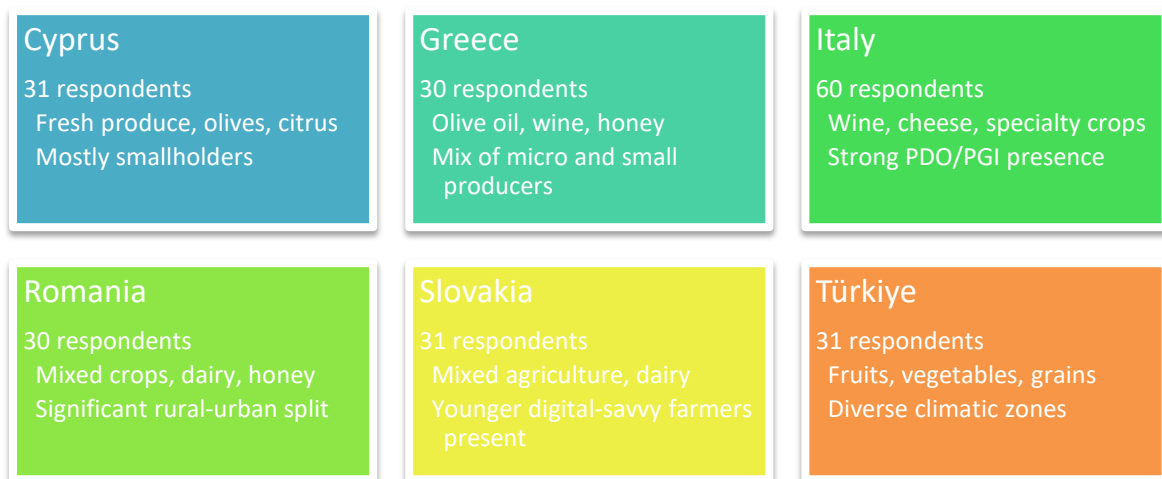 Cyprus
31 respondents
Fresh produce, olives, citrus
Mostly smallholders
Greece
30 respondents
Olive oil, wine, honey
Mix of micro and small
producers
Italy
60 respondents
Wine, cheese, specialty crops
Strong PDO/PGI presence
Romania
30 respondents
Mixed crops, dairy, honey
Significant rural-urban split
Slovakia
31 respondents
Mixed agriculture, dairy
Younger digital-savvy farmers
present
Türkiye
31 respondents
Fruits, vegetables, grains
Diverse climatic zones